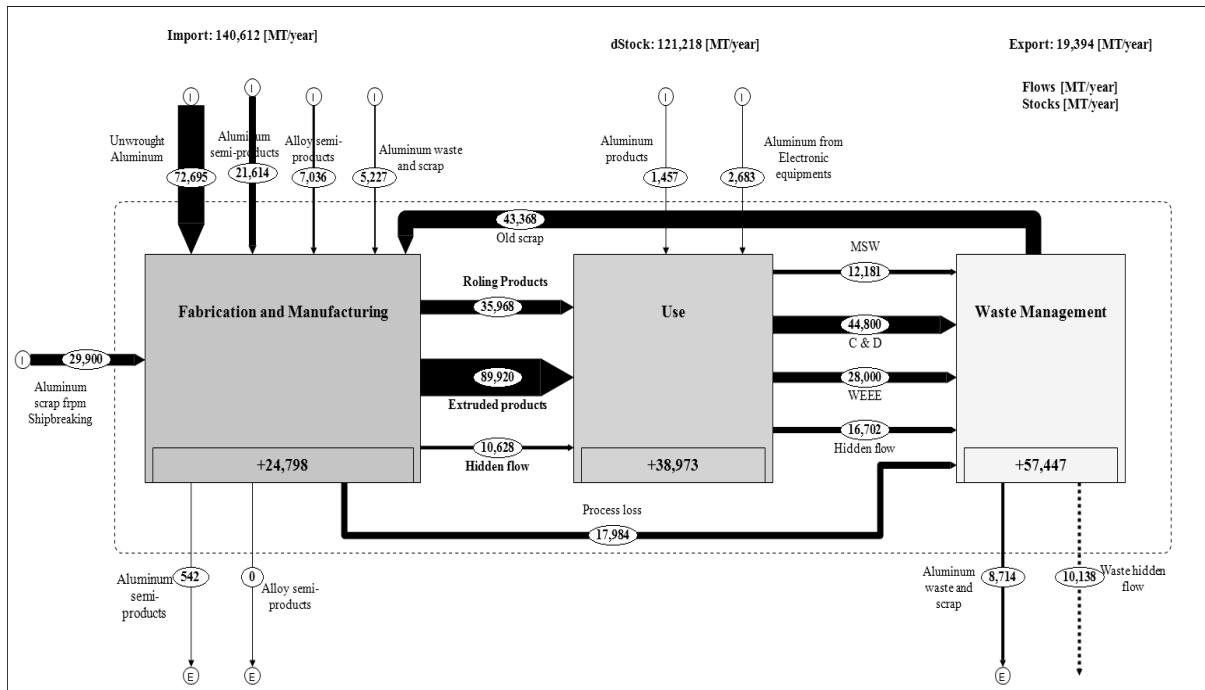 Import: 140,612 [MT/year]
dStock: 121,218 [MT/year]
Export: 19,394 [MT/year]
Flows [MT/year]
Stocks [MT/year]
I
I
I
I
I
I
Unwrought
Aluminum
72,695
Aluminum
semi-products
21,614
Alloy semi-
products
7,036
Aluminum waste
and scrap
5,227
Aluminum
products
1,457
Aluminum from
Electronic
equipments
2,683
43,368
Old scrap
Fabrication and Manufacturing
Roling Products
35,968
Use
MSW
12,181
Waste Management
44,800
C & D
I
29,900
Aluminum
scrap frpm
Shipbreaking
89,920
Extruded products
28,000
WEEE
10,628
Hidden flow
16,702
Hidden flow
+24,798
+38,973
+57,447
Process loss
17,984
Aluminum
semi-
products
542
0
Alloy semi-
products
Aluminum
waste and
scrap
8,714
10,138
Waste hidden
flow
E
E
E